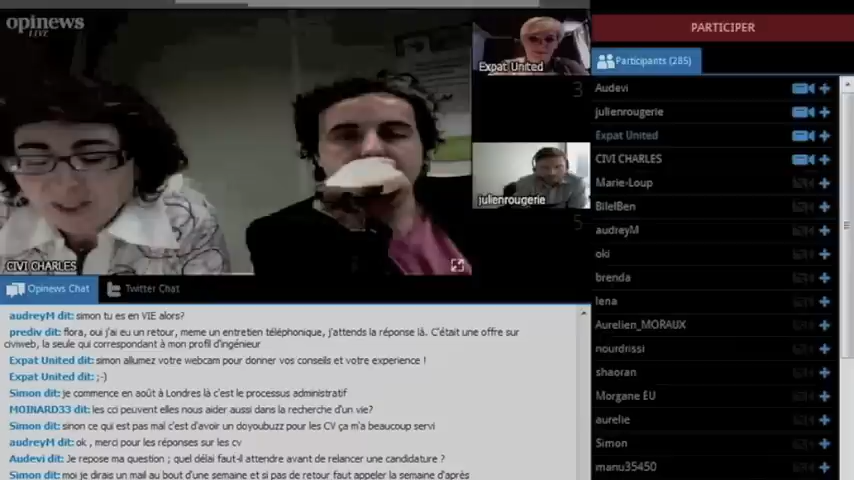 opinews
LIVE
Expat United
3
julienrougerie
5
CIVI CHARLES
PARTICIPER
Participants (285)
Audevi
julienrougerie
Expat United
CIVI CHARLES
Marie-Loup
BilelBen
audreyM
oki
brenda
lena
Aurelien_MORAUX
nourdrissi
shaoran
Morgane EU
aurelie
Simon
manu35450
Opinews Chat
Twitter Chat
audreyM dit: simon tu es en VIE alors?
prediv dit: flora, oui j'ai eu un retour, meme un entretien téléphonique, j'attends la réponse là. C'était une offre sur
civiweb, la seule qui correspondant à mon profil d'ingénieur
Expat United dit: simon allumez votre webcam pour donner vos conseils et votre experience !
Expat United dit: ;-)
Simon dit: je commence en août à Londres là c'est le processus administratif
MOINARD33 dit: les cci peuvent elles nous aider aussi dans la recherche d'un vie?
Simon dit: sinon ce qui est pas mal c'est d'avoir un doyoubuzz pour les CV ça m'a beaucoup servi
audreyM dit: ok , merci pour les réponses sur les cv
Audevi dit: Je repose ma question ; quel délai faut-il attendre avant de relancer une candidature ?
Simon dit: moi je dirais un mail au bout d'une semaine et si pas de retour faut appeler la semaine d'après